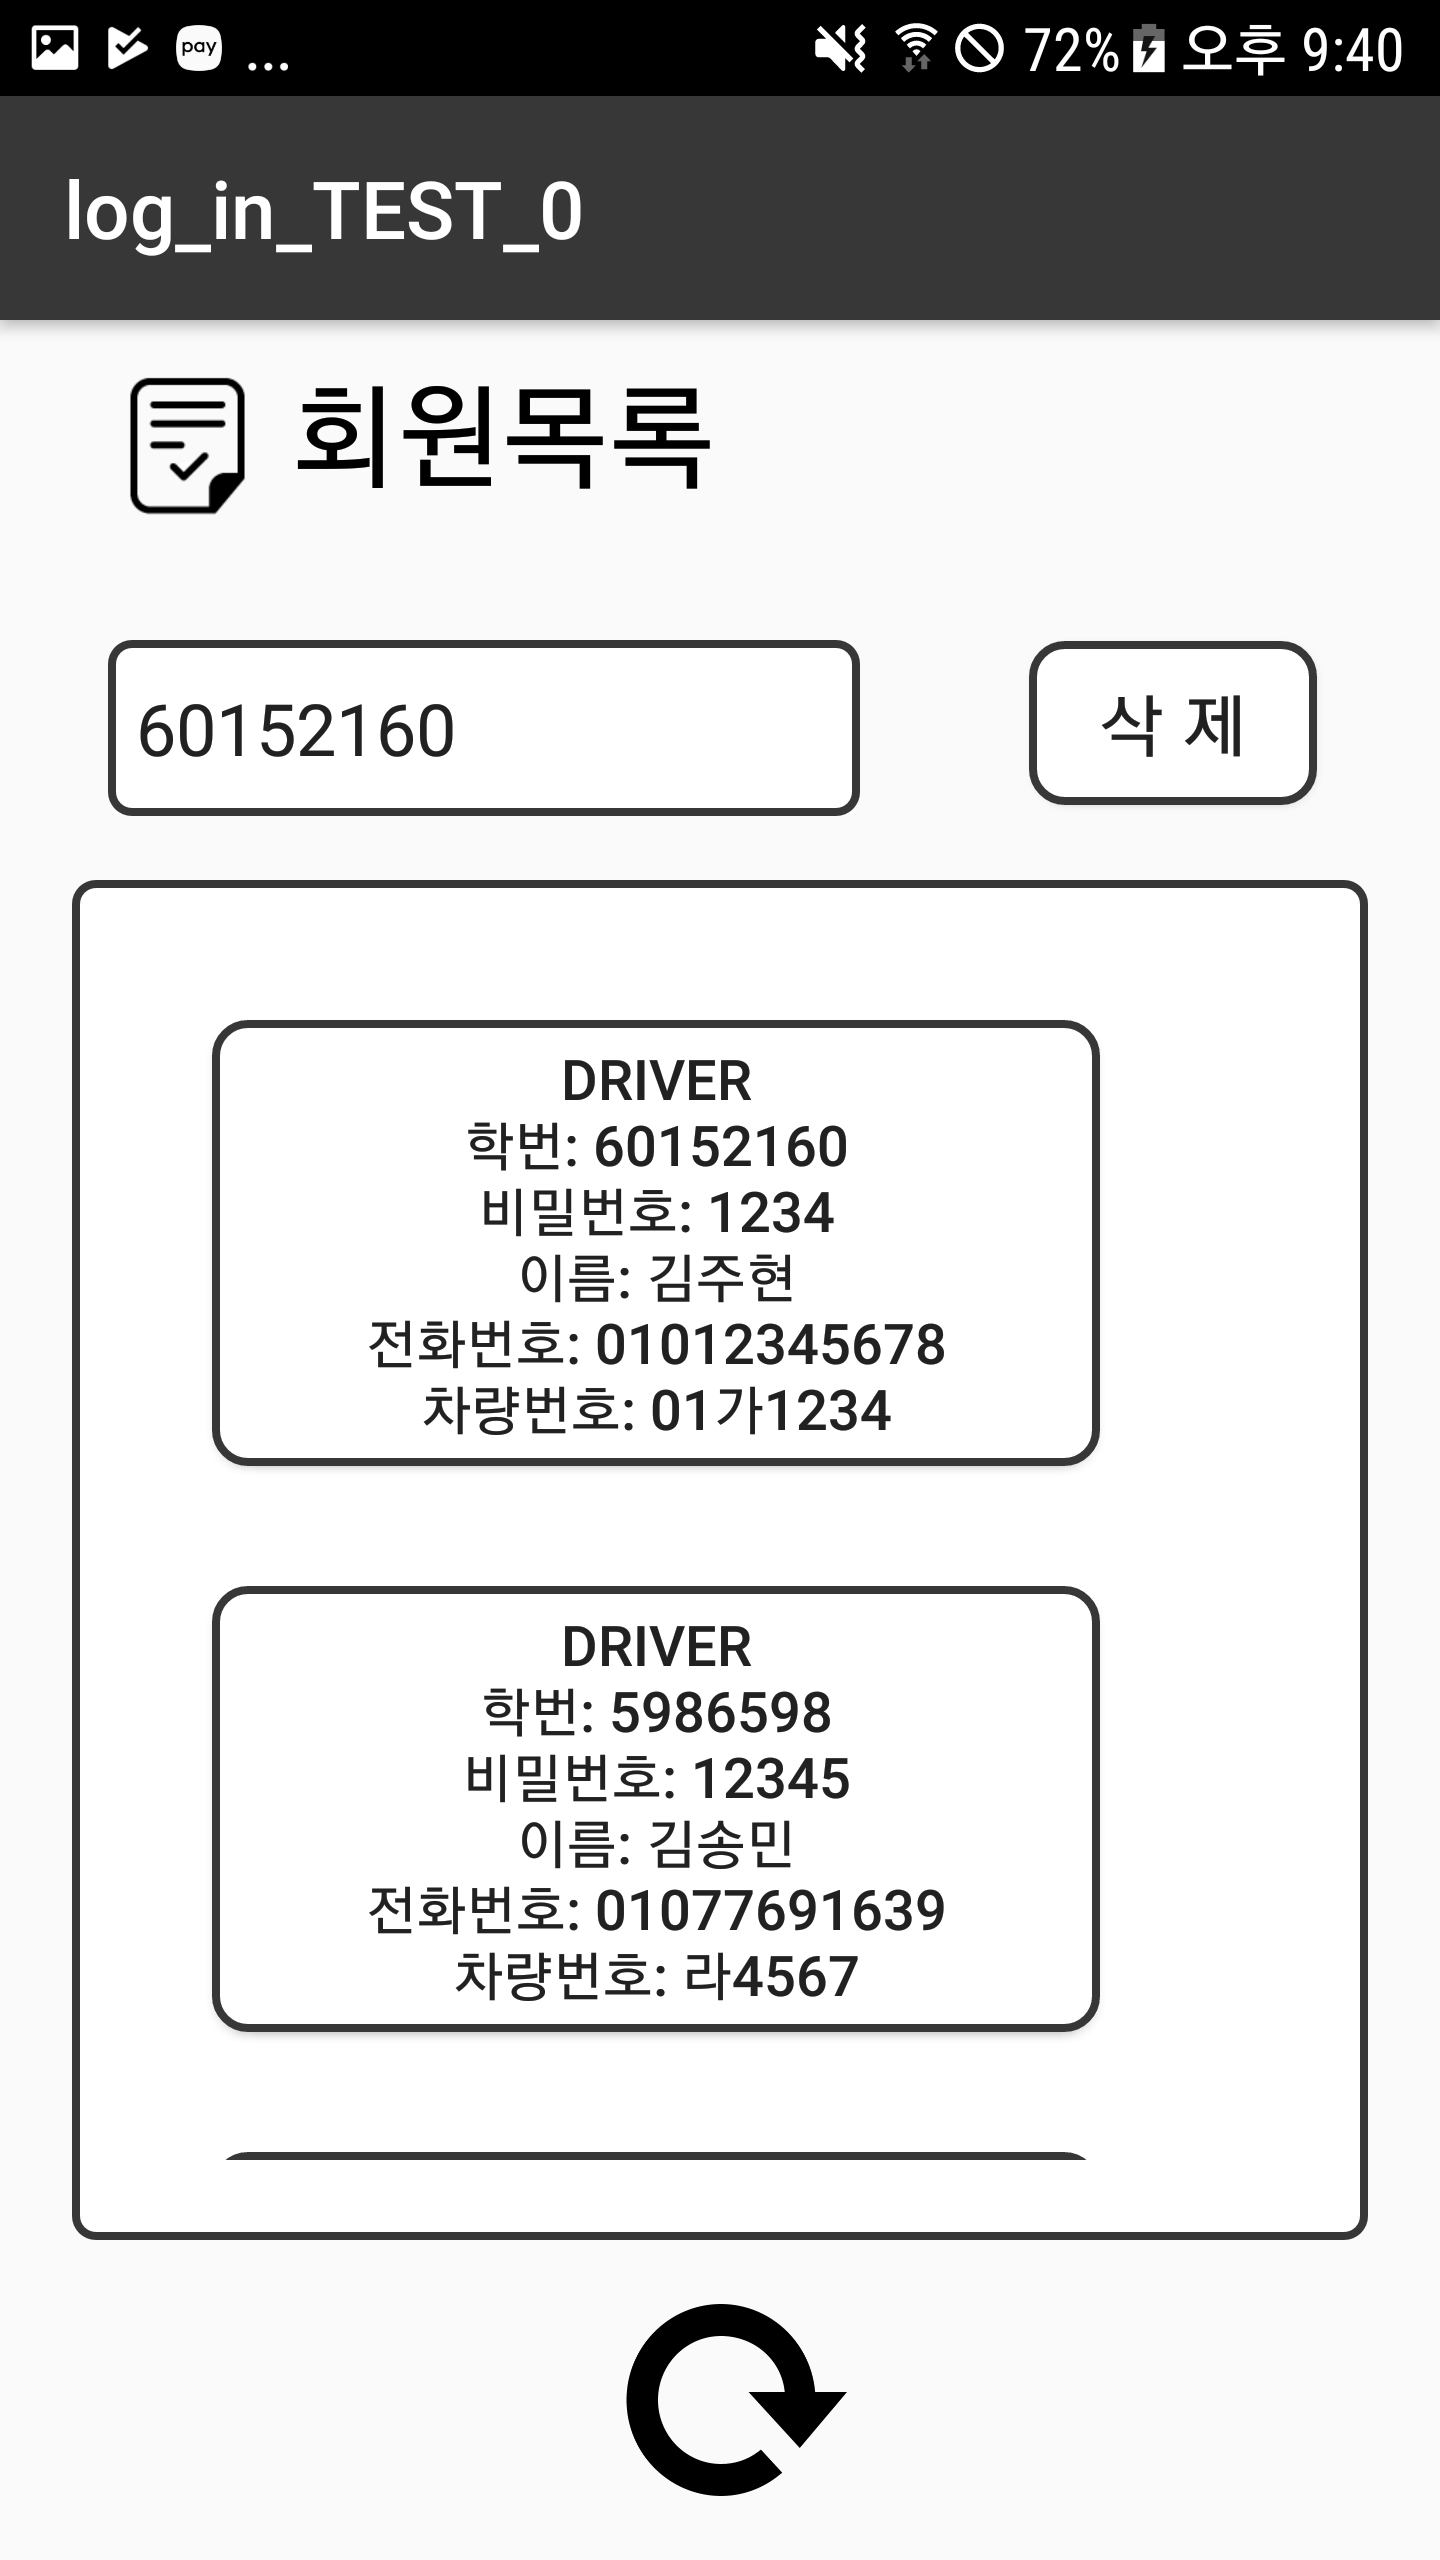 pay
...
72%
오후 9:40
log_in_TEST_0
회원목록
60152160
삭 제
DRIVER
학번: 60152160
비밀번호: 1234
이름: 김주현
전화번호: 01012345678
차량번호: 01가1234
DRIVER
학번: 5986598
비밀번호: 12345
이름: 김송민
전화번호: 01077691639
차량번호: 라4567